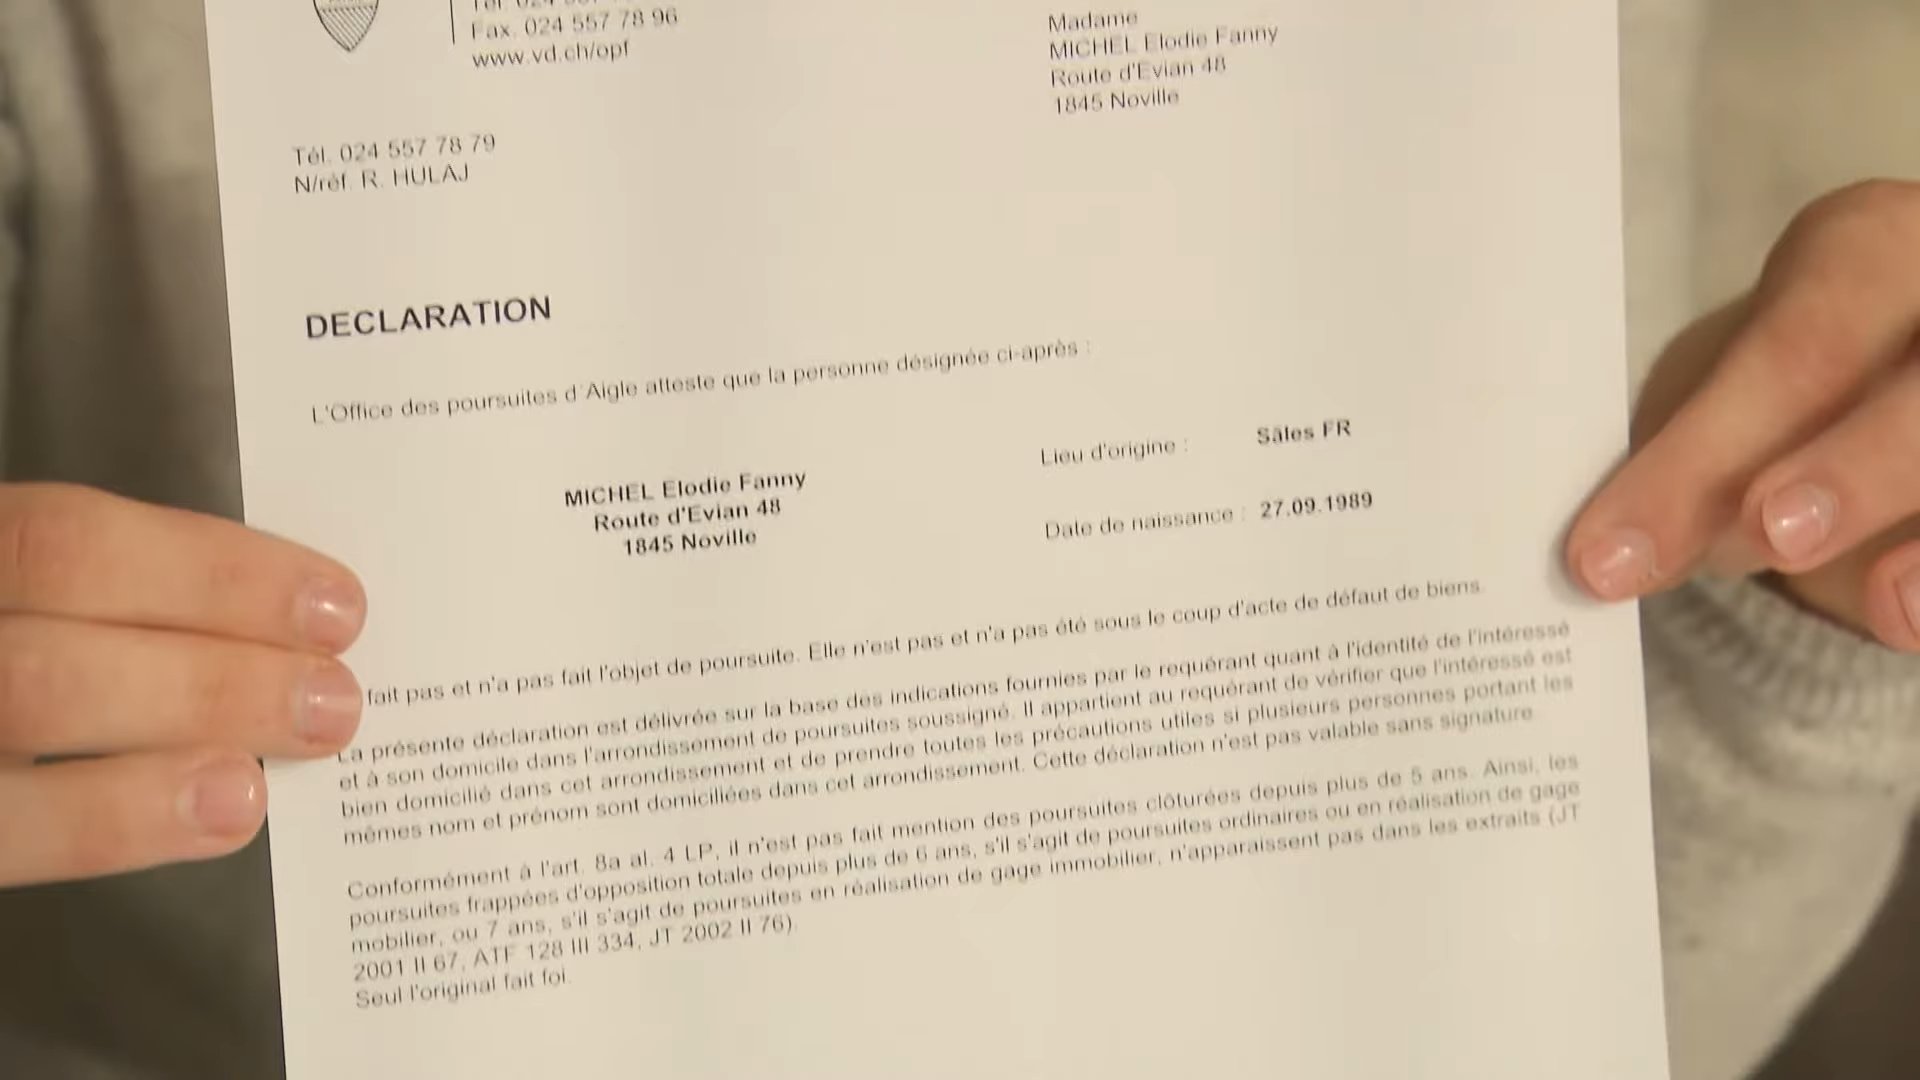 Fax. 024 557 78 96
www.vd.ch/opf
Madame
MICHEL Elodie Fanny
Route d'Evian 48
1845 Noville
Tél. 024 557 78 79
N/réf. R. HULAJ
DECLARATION
L'Office des poursuites d'Aigle atteste que la personne désignée ci-après :
MICHEL Elodie Fanny
Route d'Evian 48
1845 Noville
Lieu d'origine : Sâles FR
Date de naissance : 27.09.1989
fait pas et n'a pas fait l'objet de poursuite. Elle n'est pas et n'a pas été sous le coup d'acte de défaut de biens.
La présente déclaration est délivrée sur la base des indications fournies par le requérant quant à l'identité de l'intéressé
et à son domicile dans l'arrondissement de poursuites soussigné. Il appartient au requérant de vérifier que l'intéressé est
bien domicilié dans cet arrondissement et de prendre toutes les précautions utiles si plusieurs personnes portant les
mêmes nom et prénom sont domiciliées dans cet arrondissement. Cette déclaration n'est pas valable sans signature.
Conformément à l'art. 8a al. 4 LP, il n'est pas fait mention des poursuites clôturées depuis plus de 5 ans. Ainsi, les
poursuites frappées d'opposition totale depuis plus de 6 ans, s'il s'agit de poursuites ordinaires ou en réalisation de gage
mobilier, ou 7 ans, s'il s'agit de poursuites en réalisation de gage immobilier, n'apparaissent pas dans les extraits (JT
2001 II 67, ATF 128 III 334, JT 2002 II 76).
Seul l'original fait foi.